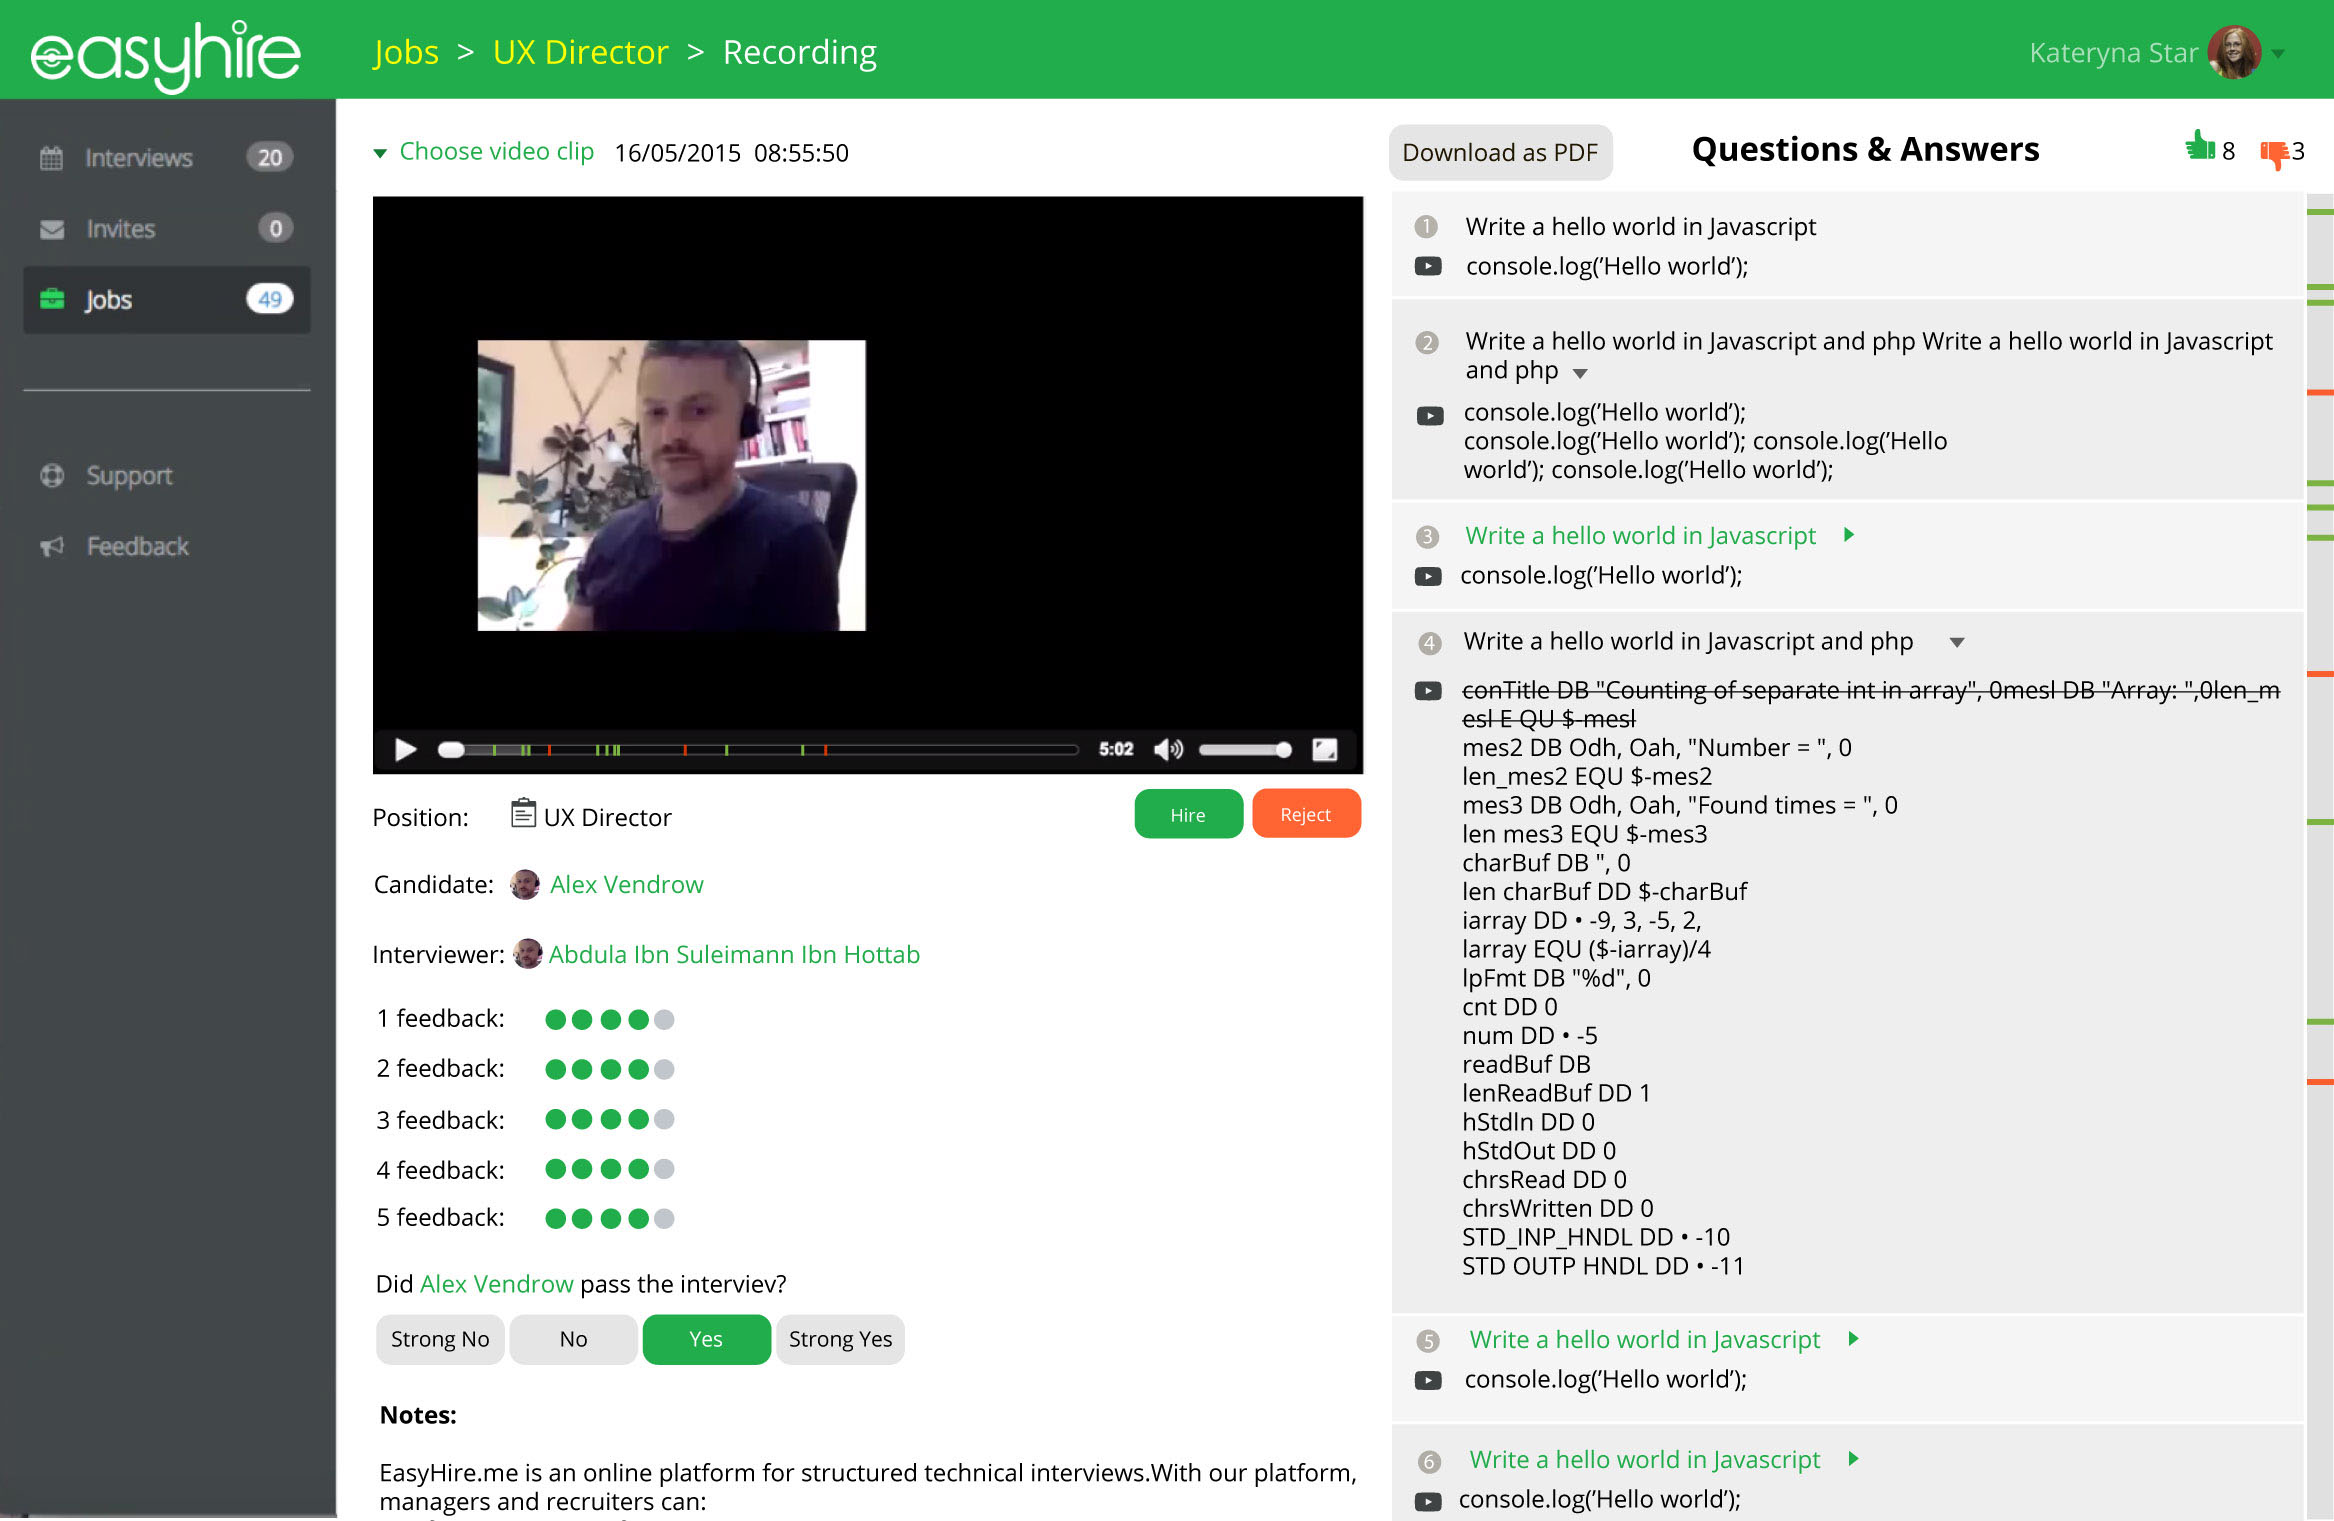 easyhire
Jobs > UX Director > Recording
Kateryna Star
Interviews 20
Invites 0
Jobs 49
Support
Feedback
Choose video clip 16/05/2015 08:55:50
5:02
Position: UX Director
Hire
Reject
Candidate: Alex Vendrow
Interviewer: Abdula Ibn Suleimann Ibn Hottab
1 feedback:
2 feedback:
3 feedback:
4 feedback:
5 feedback:
Did Alex Vendrow pass the interviev?
Strong No
No
Yes
Strong Yes
Notes:
EasyHire.me is an online platform for structured technical interviews.With our platform,
managers and recruiters can:
Download as PDF
Questions & Answers
8
3
1 Write a hello world in Javascript
console.log('Hello world');
2 Write a hello world in Javascript and php Write a hello world in Javascript
and php
console.log('Hello world');
console.log('Hello world'); console.log('Hello
world'); console.log('Hello world');
3 Write a hello world in Javascript
console.log('Hello world');
4 Write a hello world in Javascript and php
conTitle DB "Counting of separate int in array", 0mesl DB "Array: ",0len_m
esl E QU $-mesl
mes2 DB Odh, Oah, "Number = ", 0
len_mes2 EQU $-mes2
mes3 DB Odh, Oah, "Found times = ", 0
len mes3 EQU $-mes3
charBuf DB ", 0
len charBuf DD $-charBuf
iarray DD • -9, 3, -5, 2,
larray EQU ($-iarray)/4
lpFmt DB "%d", 0
cnt DD 0
num DD • -5
readBuf DB
lenReadBuf DD 1
hStdln DD 0
hStdOut DD 0
chrsRead DD 0
chrsWritten DD 0
STD_INP_HNDL DD • -10
STD OUTP HNDL DD • -11
5 Write a hello world in Javascript
console.log('Hello world');
6 Write a hello world in Javascript
console.log('Hello world');